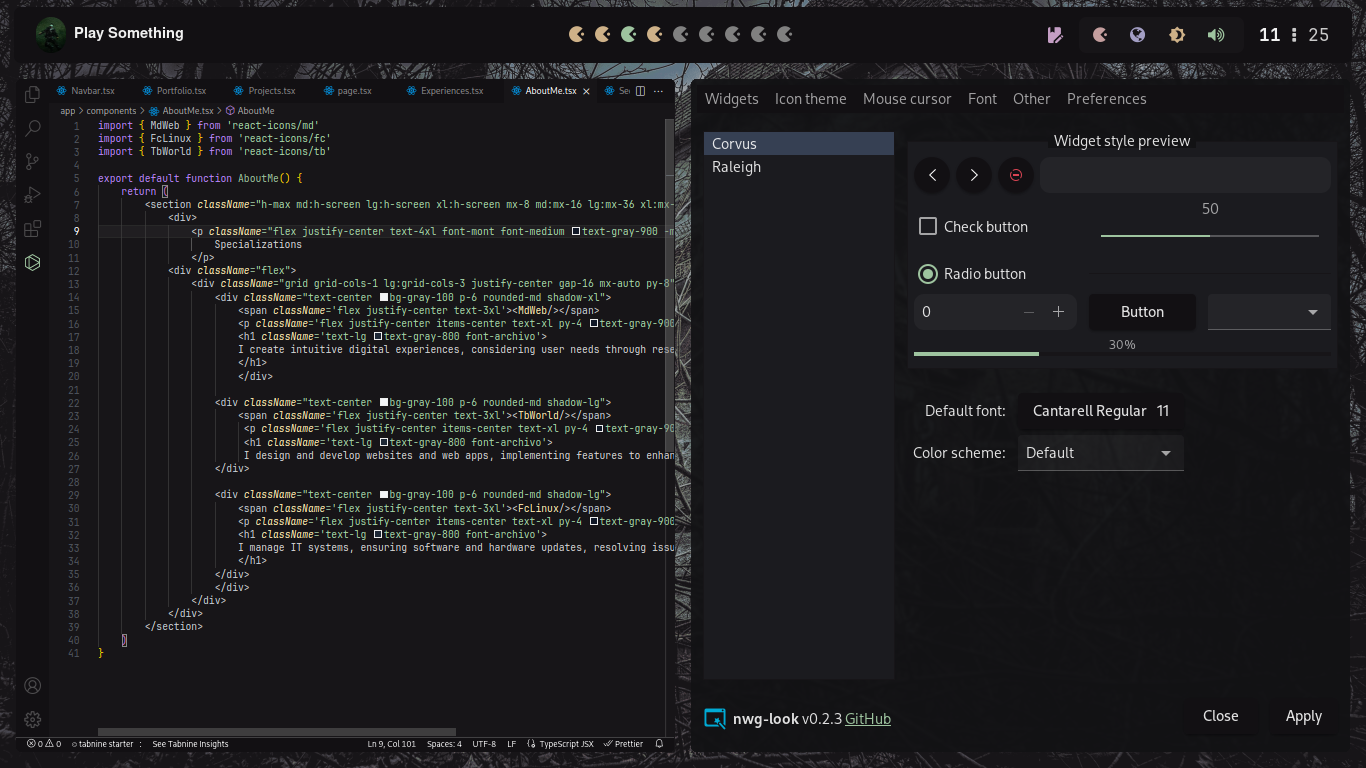 Play Something
11 25
Navbar.tsx Portfolio.tsx Projects.tsx page.tsx Experiences.tsx AboutMe.tsx
app > components > AboutMe.tsx > AboutMe
1 import { MdWeb } from 'react-icons/md'
2 import { FcLinux } from 'react-icons/fc'
3 import { TbWorld } from 'react-icons/tb'
4
5 export default function AboutMe() {
6 return (
7 <section className="h-max md:h-screen lg:h-screen xl:h-screen mx-8 md:mx-16 lg:mx-36 xl:mx-
8 <div>
9 <p className="flex justify-center text-4xl font-mont font-medium text-gray-900
10 Specializations
11 </p>
12 <div className="flex">
13 <div className="grid grid-cols-1 lg:grid-cols-3 justify-center gap-16 mx-auto py-8"
14 <div className="text-center bg-gray-100 p-6 rounded-md shadow-xl">
15 <span className='flex justify-center text-3xl'><MdWeb/></span>
16 <p className='flex justify-center items-center text-xl py-4 text-gray-900
17 <h1 className="text-lg text-gray-800 font-archivo'>
18 I create intuitive digital experiences, considering user needs through rese
19 </h1>
20 </div>
21
22 <div className="text-center bg-gray-100 p-6 rounded-md shadow-lg">
23 <span className='flex justify-center text-3xl'><TbWorld/></span>
24 <p className='flex justify-center items-center text-xl py-4 text-gray-90
25 <h1 className='text-lg text-gray-800 font-archivo'>
26 I design and develop websites and web apps, implementing features to enhan
27 </div>
28
29 <div className="text-center bg-gray-100 p-6 rounded-md shadow-lg">
30 <span className='flex justify-center text-3xl'><FcLinux/></span>
31 <p className='flex justify-center items-center text-xl py-4 text-gray-900
32 <h1 className='text-lg text-gray-800 font-archivo'>
33 I manage IT systems, ensuring software and hardware updates, resolving issu
34 </h1>
35 </div>
36 </div>
37 </div>
38 </div>
39 </section>
40 )
41 }
0 0 tabnine starter : See Tabnine Insights Ln 9, Col 101 Spaces: 4 UTF-8 LF TypeScript JSX Prettier
Widgets Icon theme Mouse cursor Font Other Preferences
Corvus
Raleigh
Widget style preview
50
Check button
Radio button
0 Button
30%
Default font: Cantarell Regular 11
Color scheme: Default
nwg-look v0.2.3 GitHub
Close Apply